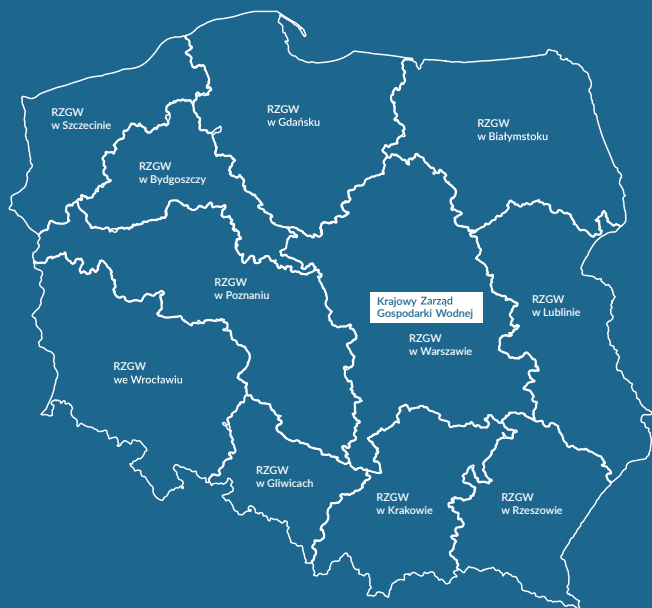 RZGW
w Szczecinie
RZGW
w Gdańsku
RZGW
w Białymstoku
RZGW
w Bydgoszczy
RZGW
w Poznaniu
Krajowy Zarząd
Gospodarki Wodnej
RZGW
w Warszawie
RZGW
w Lublinie
RZGW
we Wrocławiu
RZGW
w Gliwicach
RZGW
w Krakowie
RZGW
w Rzeszowie